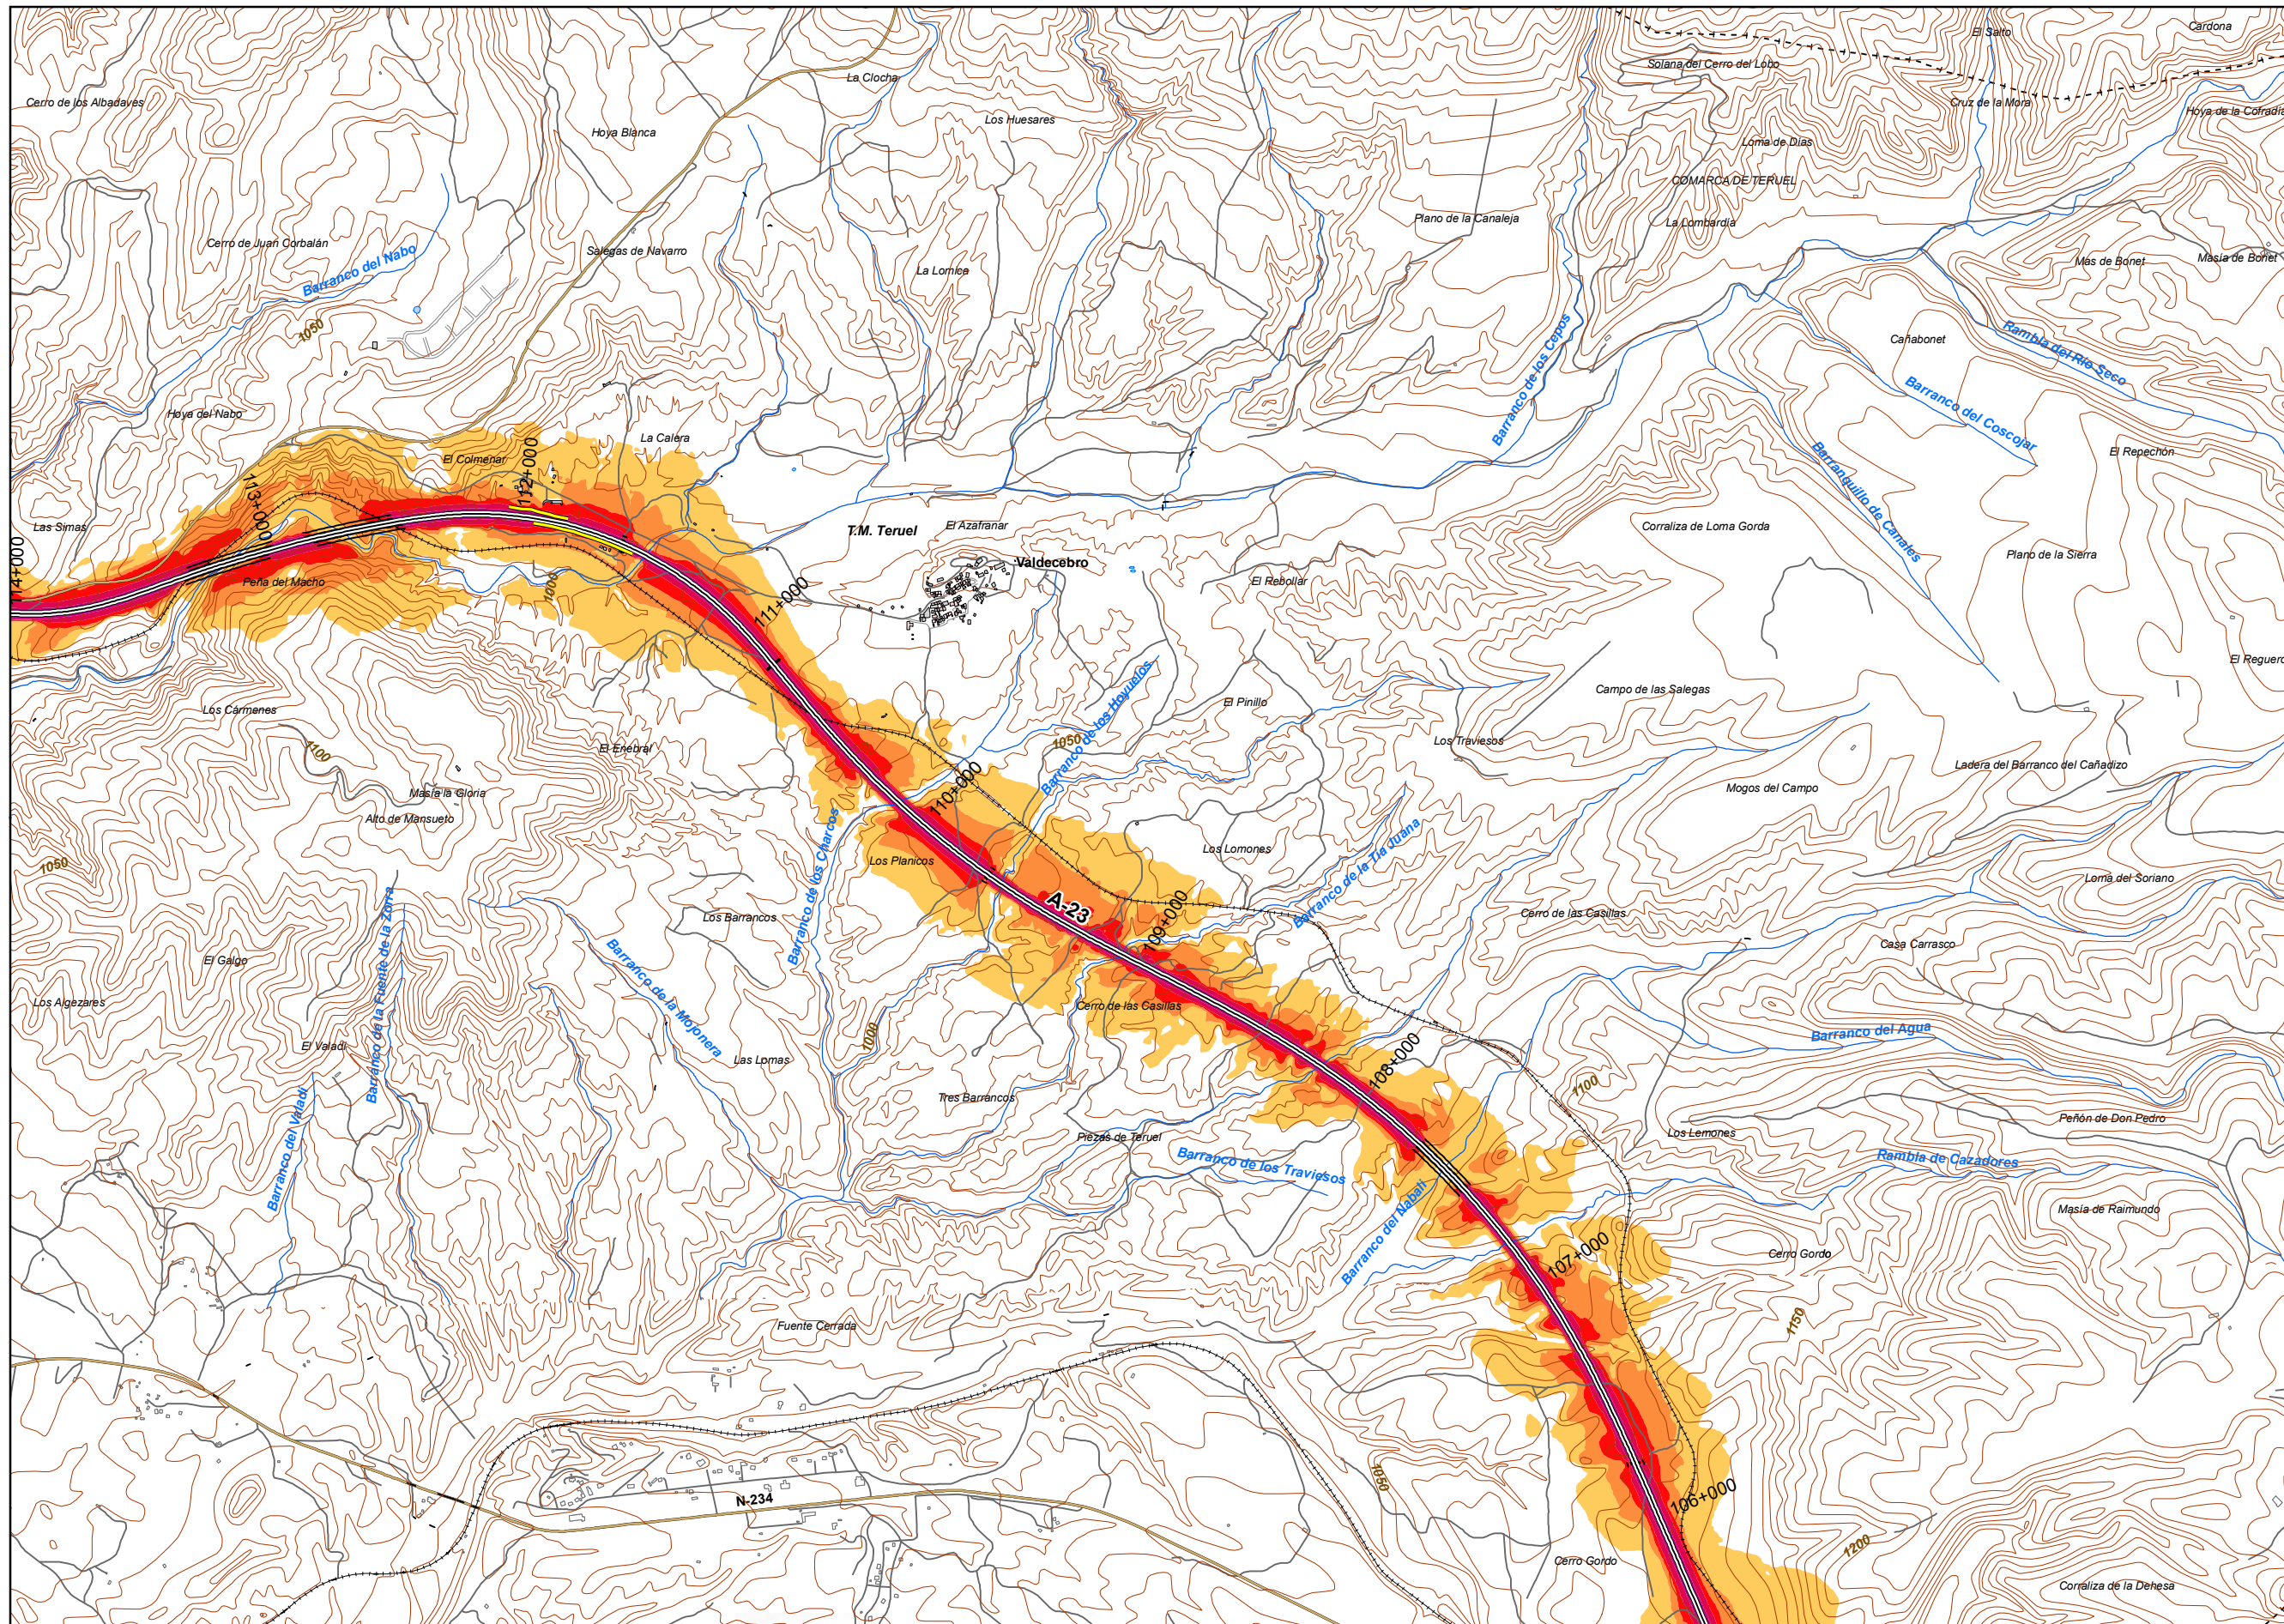 Cardona
El Salto
Solana del Cerro del Lobo
La Clocha
Cerro de los Albadaves
Cruz de la Mora
Hoya de la Cofradía
Los Huesares
Hoya Blanca
Loma de Días
COMARCA DE TERUEL
Plano de la Canaleja
La Lombardía
Cerro de Juan Corbalán
Salegas de Navarro
Barranco del Nabo
La Lomica
Mas de Bonet
Masía de Bonet
1050
Cañabonet
Rambla del Río Seco
Barranco de los Cepos
Barranco del Coscojar
Hoya del Nabo
La Calera
El Colmenar
El Repechón
112+000
113+000
Barranquillo de Canales
Las Simas
T.M. Teruel
El Azafranar
Corraliza de Loma Gorda
Plano de la Sierra
114+000
Valdecebro
Peña del Macho
1000
El Rebollar
111+000
El Reguero
Campo de las Salegas
Los Cármenes
El Pinillo
Barranco de los Hoyuelos
1100
El Enebral
1050
Los Traviesos
Ladera del Barranco del Cañadizo
Masía la Gloria
110+000
Mogos del Campo
Alto de Mansueto
1050
Los Planicos
Los Lomones
Barranco de la Tía Juana
Loma del Soriano
Barranco de los Charcos
A-23
109+000
Los Barrancos
Cerro de las Casillas
Casa Carrasco
Barranco de la Fuente de la Zorra
El Galgo
Barranco de la Mojonera
Los Algezares
Cerro de las Casillas
1000
Barranco del Agua
El Valadí
Las Lomas
108+000
1100
Tres Barrancos
Peñón de Don Pedro
Barranco del Valadí
Piezas de Teruel
Los Lemones
Barranco de los Traviesos
Rambla de Cazadores
Barranco del Nabatí
Masía de Raimundo
107+000
Cerro Gordo
Fuente Cerrada
1150
1050
N-234
106+000
1200
Cerro Gordo
Corraliza de la Dehesa